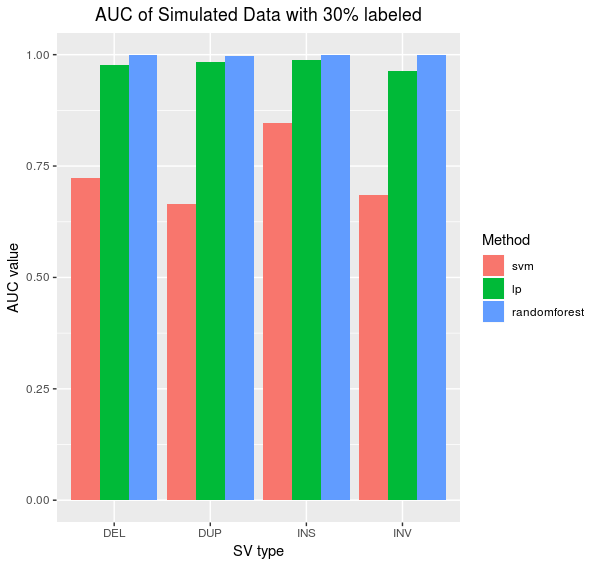 AUC of Simulated Data with 30% labeled
1.00
0.75
0.50
0.25
0.00
AUC value
DEL DUP INS INV
SV type
Method
svm
lp
randomforest